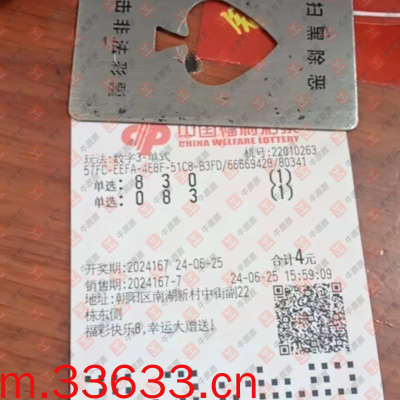 击非法彩票
扫黑除恶
中国福利彩票
CHINA WELFARE LOTTERY
玩法:数字3-单式 机号:22010263
57FC-EEFA-4E8F-51C8-B3FD/66669428/80341
单选: 8 3 0 (1)
单选: 0 8 3 (1)
合计4元
开奖期:2024167 24-06-25
销售期:2024167-7 24-06-25 15:59:09
地址:朝阳区南湖新村中街副22
栋东侧
福彩快乐8,幸运大赠送!
m.33633.cn